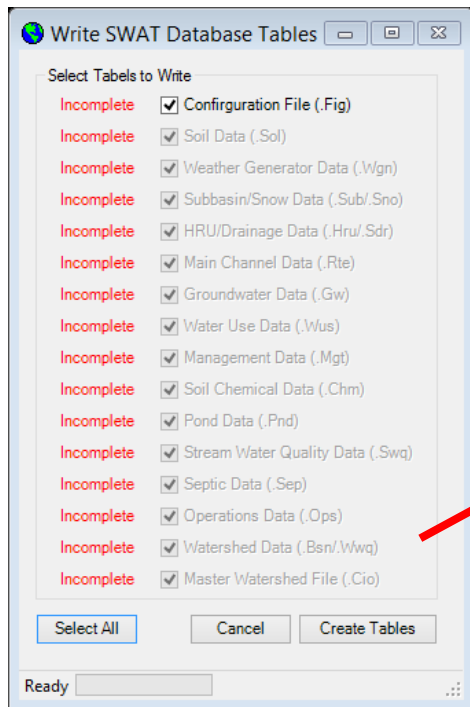 Write SWAT Database Tables
Select Tabels to Write
Incomplete Confirguration File (.Fig)
Incomplete Soil Data (.Sol)
Incomplete Weather Generator Data (.Wgn)
Incomplete Subbasin/Snow Data (.Sub/.Sno)
Incomplete HRU/Drainage Data (.Hru/.Sdr)
Incomplete Main Channel Data (.Rte)
Incomplete Groundwater Data (.Gw)
Incomplete Water Use Data (.Wus)
Incomplete Management Data (.Mgt)
Incomplete Soil Chemical Data (.Chm)
Incomplete Pond Data (.Pnd)
Incomplete Stream Water Quality Data (.Swq)
Incomplete Septic Data (.Sep)
Incomplete Operations Data (.Ops)
Incomplete Watershed Data (.Bsn/.Wwq)
Incomplete Master Watershed File (.Cio)
Select All Cancel Create Tables
Ready